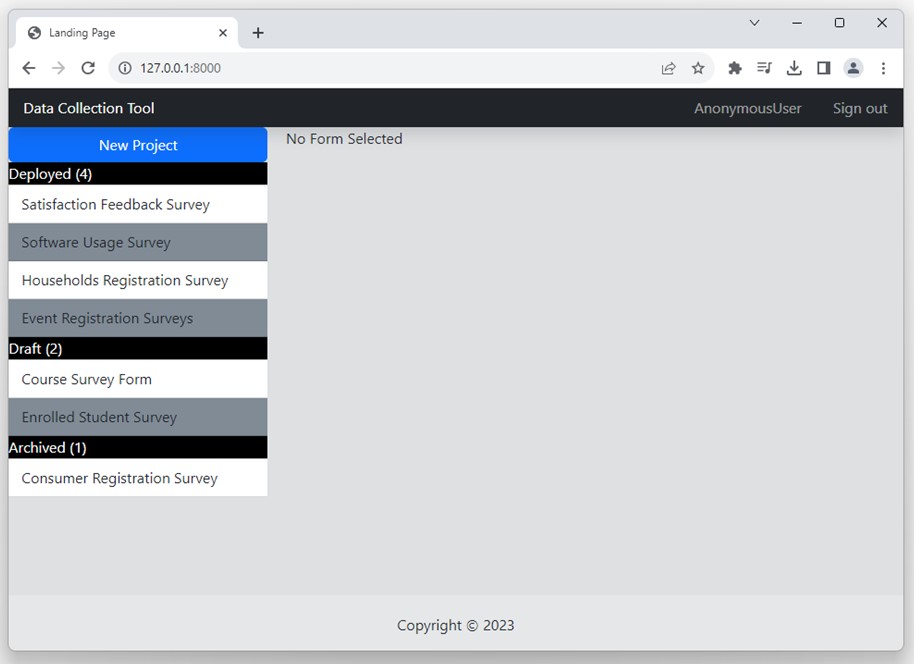 Landing Page
127.0.0.1:8000
Data Collection Tool AnonymousUser Sign out
New Project
No Form Selected
Deployed (4)
Satisfaction Feedback Survey
Software Usage Survey
Households Registration Survey
Event Registration Surveys
Draft (2)
Course Survey Form
Enrolled Student Survey
Archived (1)
Consumer Registration Survey
Copyright © 2023